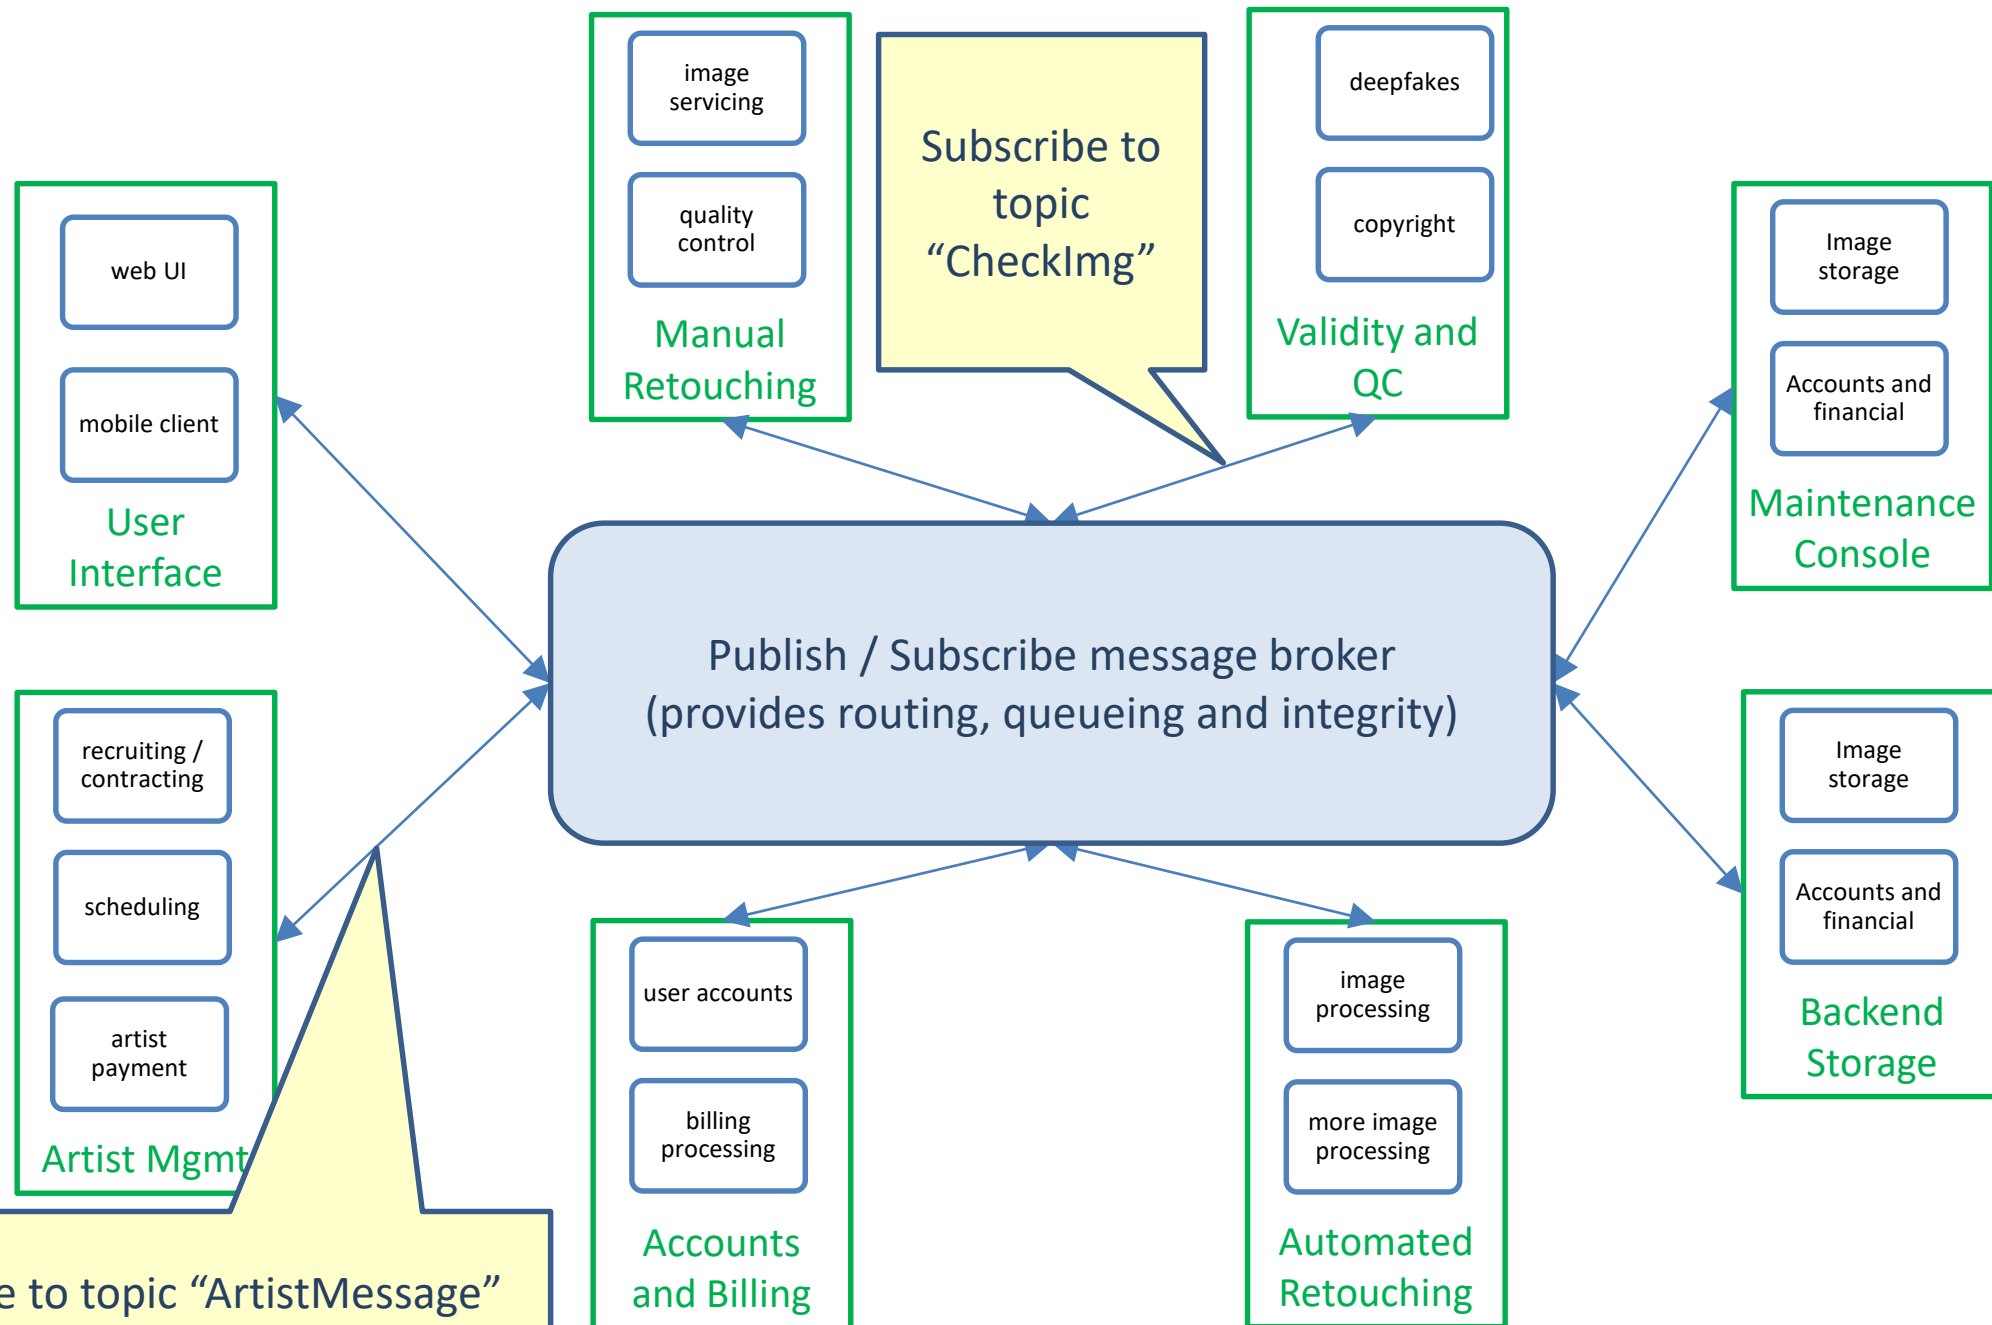 image
servicing
quality
control
Manual
Retouching
Subscribe to
topic
“CheckImg”
deepfakes
copyright
Validity and
QC
web UI
mobile client
User
Interface
Image
storage
Accounts and
financial
Maintenance
Console
Publish / Subscribe message broker
(provides routing, queueing and integrity)
recruiting /
contracting
scheduling
artist
payment
Artist Mgmt
Image
storage
Accounts and
financial
Backend
Storage
user accounts
billing
processing
Accounts
and Billing
image
processing
more image
processing
Automated
Retouching
e to topic “ArtistMessage”